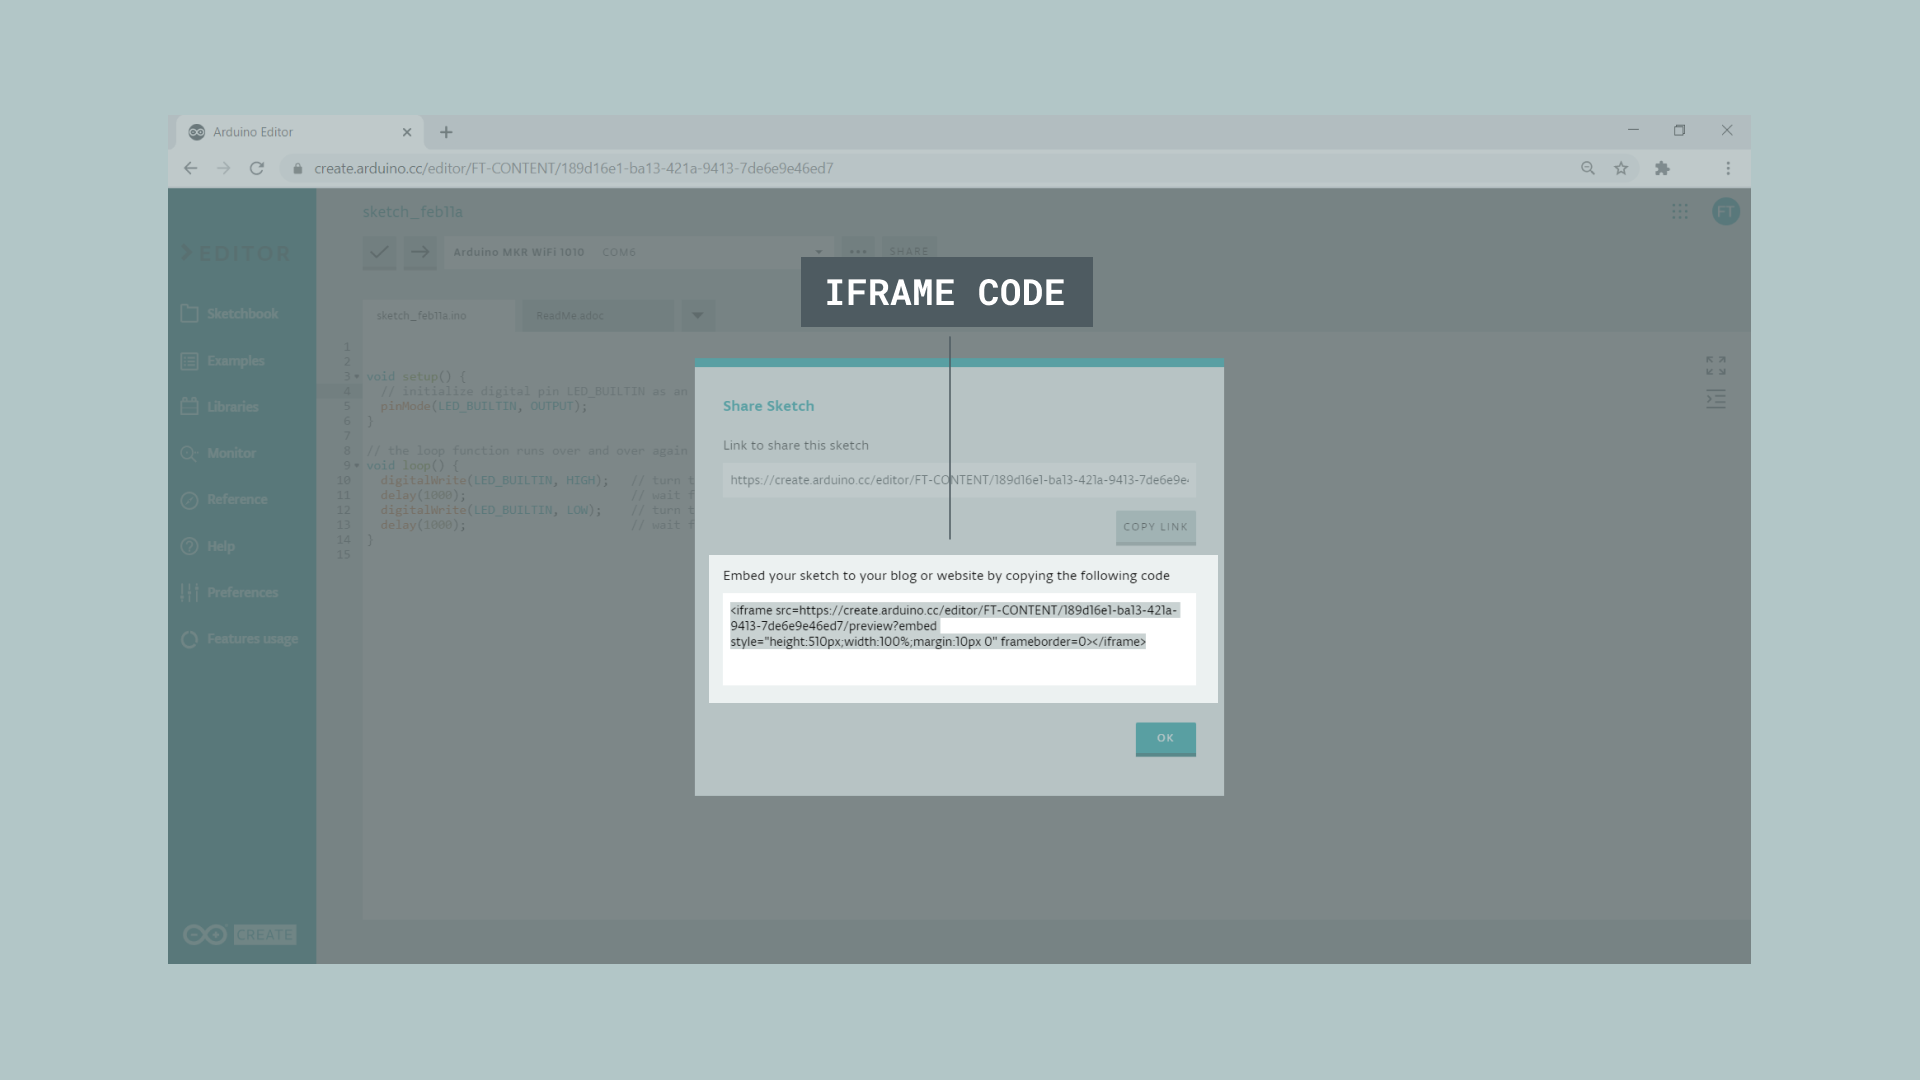 Arduino Editor
create.arduino.cc/editor/FT-CONTENT/189d16e1-ba13-421a-9413-7de6e9e46ed7
sketch_feb11a
FT
EDITOR
Arduino MKR WiFi 1010 COM6
SHARE
IFRAME CODE
Sketchbook
Examples
Libraries
Monitor
Reference
Help
Preferences
Features usage
CREATE
sketch_feb11a.ino
ReadMe.adoc
1
2
3 void setup() {
4 // initialize digital pin LED_BUILTIN as an
5 pinMode(LED_BUILTIN, OUTPUT);
6 }
7
8 // the loop function runs over and over again
9 void loop() {
10 digitalWrite(LED_BUILTIN, HIGH); // turn t
11 delay(1000); // wait f
12 digitalWrite(LED_BUILTIN, LOW); // turn t
13 delay(1000); // wait f
14 }
15
Share Sketch
Link to share this sketch
https://create.arduino.cc/editor/FT-CONTENT/189d16e1-ba13-421a-9413-7de6e9e
COPY LINK
Embed your sketch to your blog or website by copying the following code
<iframe src=https://create.arduino.cc/editor/FT-CONTENT/189d16e1-ba13-421a-
9413-7de6e9e46ed7/preview?embed
style="height:510px;width:100%;margin:10px 0" frameborder=0></iframe>
OK